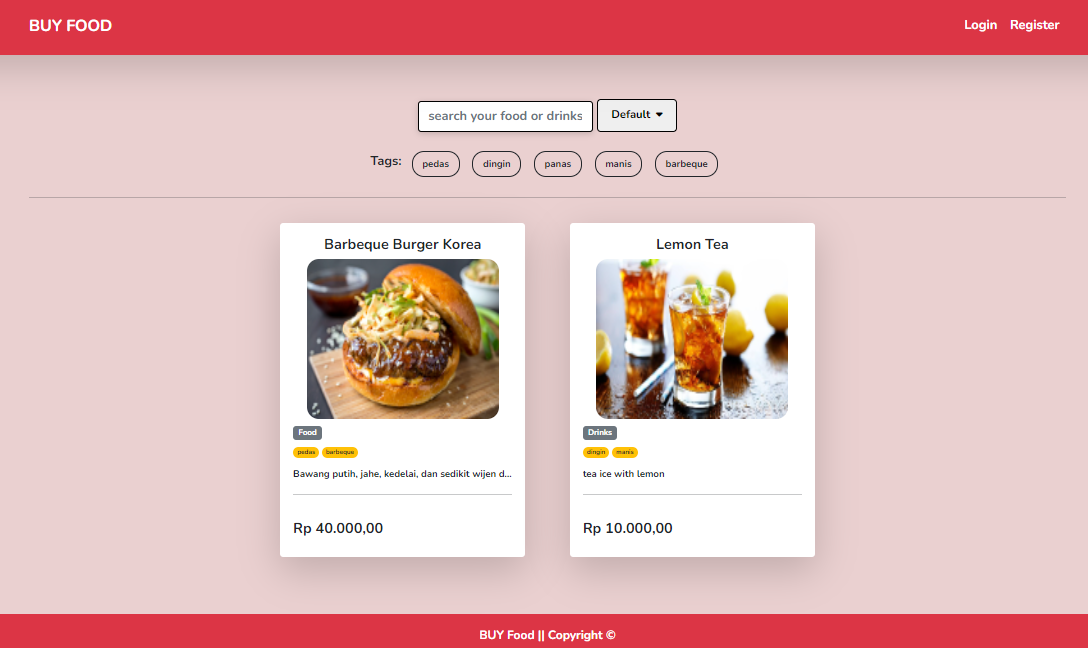 BUY FOOD
Login Register
search your food or drinks
Default
Tags: pedas dingin panas manis barbeque
Barbeque Burger Korea
Food
pedas barbeque
Bawang putih, jahe, kedelai, dan sedikit wijen d...
Rp 40.000,00
Lemon Tea
Drinks
dingin manis
tea ice with lemon
Rp 10.000,00
BUY Food || Copyright ©